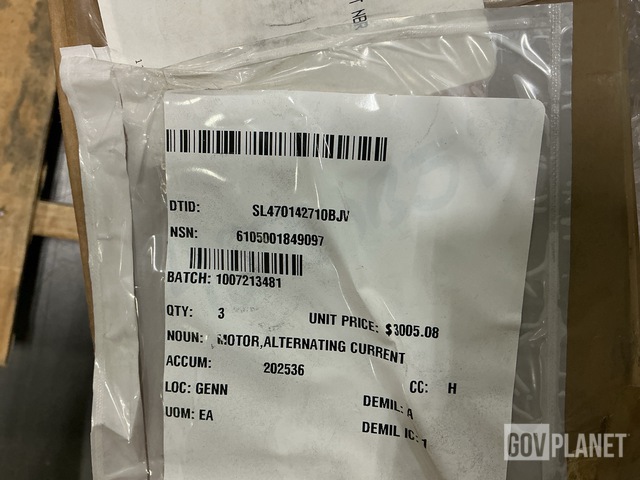 T NER
DTID: SL470142710BJV
NSN: 6105001849097
BATCH: 1007213481
QTY: 3 UNIT PRICE: $3005.08
NOUN: MOTOR,ALTERNATING CURRENT
ACCUM: 202536
LOC: GENN CC: H
UOM: EA DEMIL: A
DEMIL IC: 1
GOVPLANET